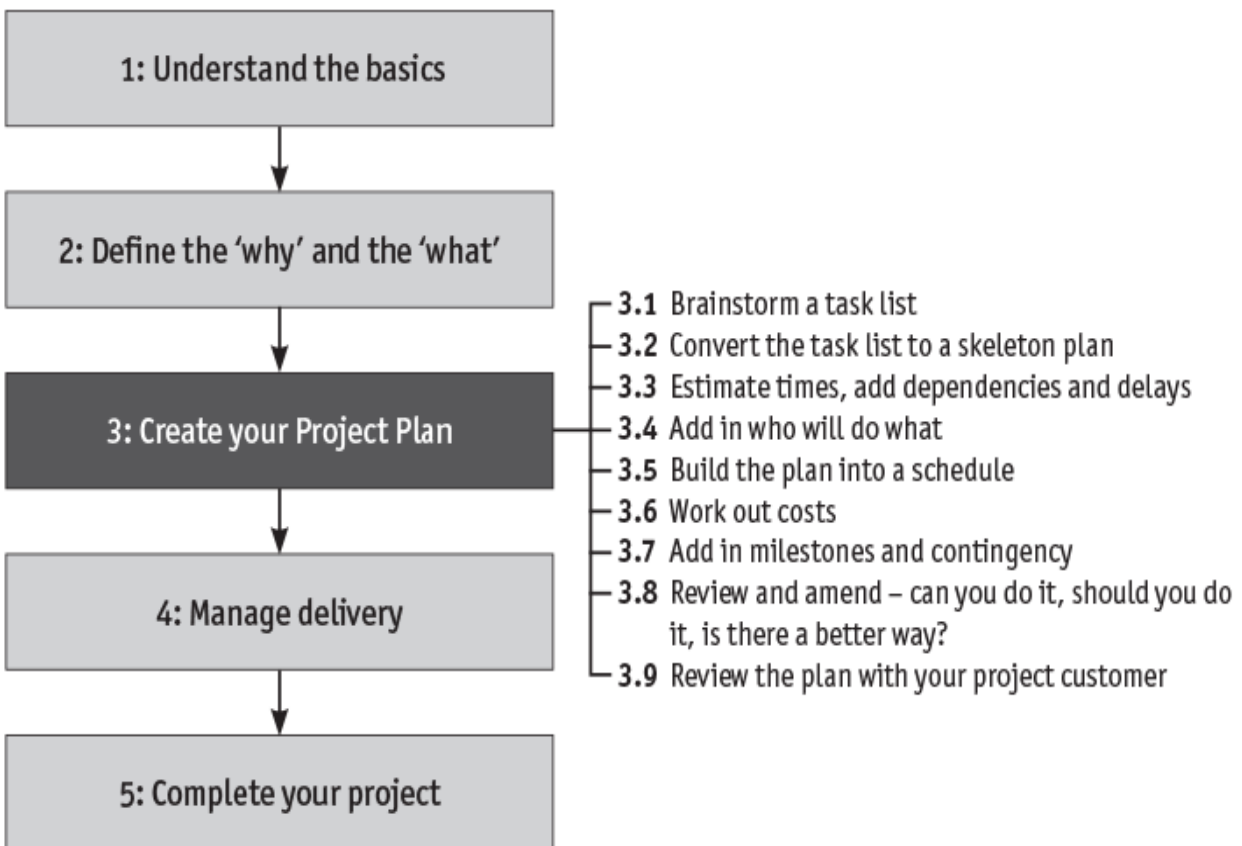 1: Understand the basics
2: Define the ‘why’ and the ‘what’
3: Create your Project Plan
3.1 Brainstorm a task list
3.2 Convert the task list to a skeleton plan
3.3 Estimate times, add dependencies and delays
3.4 Add in who will do what
3.5 Build the plan into a schedule
3.6 Work out costs
3.7 Add in milestones and contingency
3.8 Review and amend – can you do it, should you do
it, is there a better way?
3.9 Review the plan with your project customer
4: Manage delivery
5: Complete your project